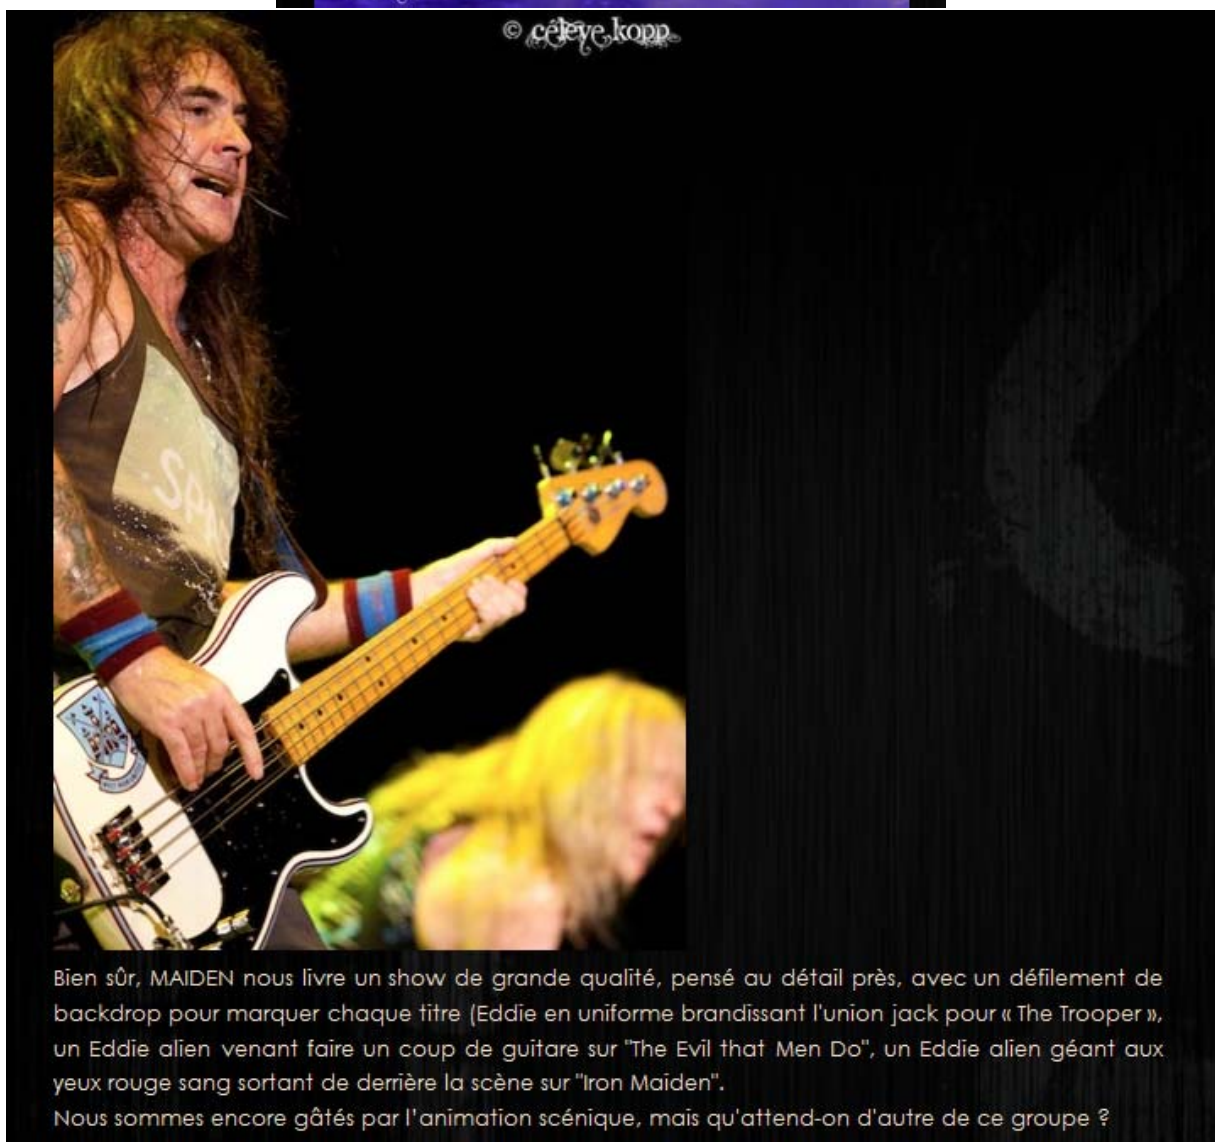 © céleye kopp
SPI
Bien sûr, MAIDEN nous livre un show de grande qualité, pensé au détail près, avec un défilement de
backdrop pour marquer chaque titre (Eddie en uniforme brandissant l'union jack pour « The Trooper »,
un Eddie alien venant faire un coup de guitare sur "The Evil that Men Do", un Eddie alien géant aux
yeux rouge sang sortant de derrière la scène sur "Iron Maiden".
Nous sommes encore gâtés par l'animation scénique, mais qu'attend-on d'autre de ce groupe ?